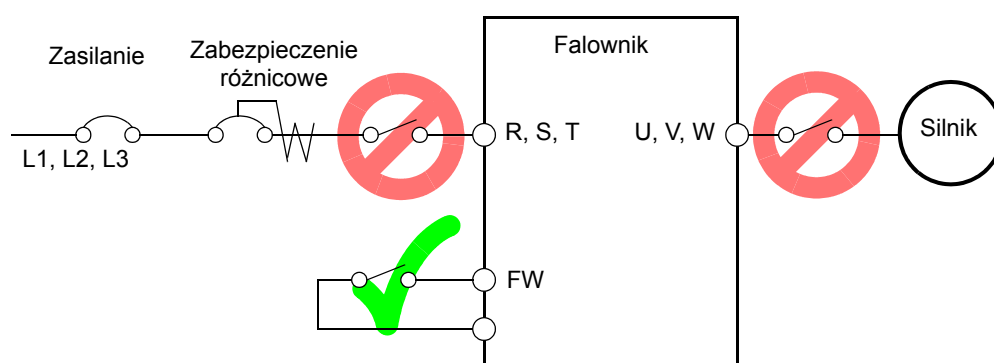 Zasilanie
Zabezpieczenie
różnicowe
Falownik
L1, L2, L3
R, S, T
U, V, W
Silnik
FW